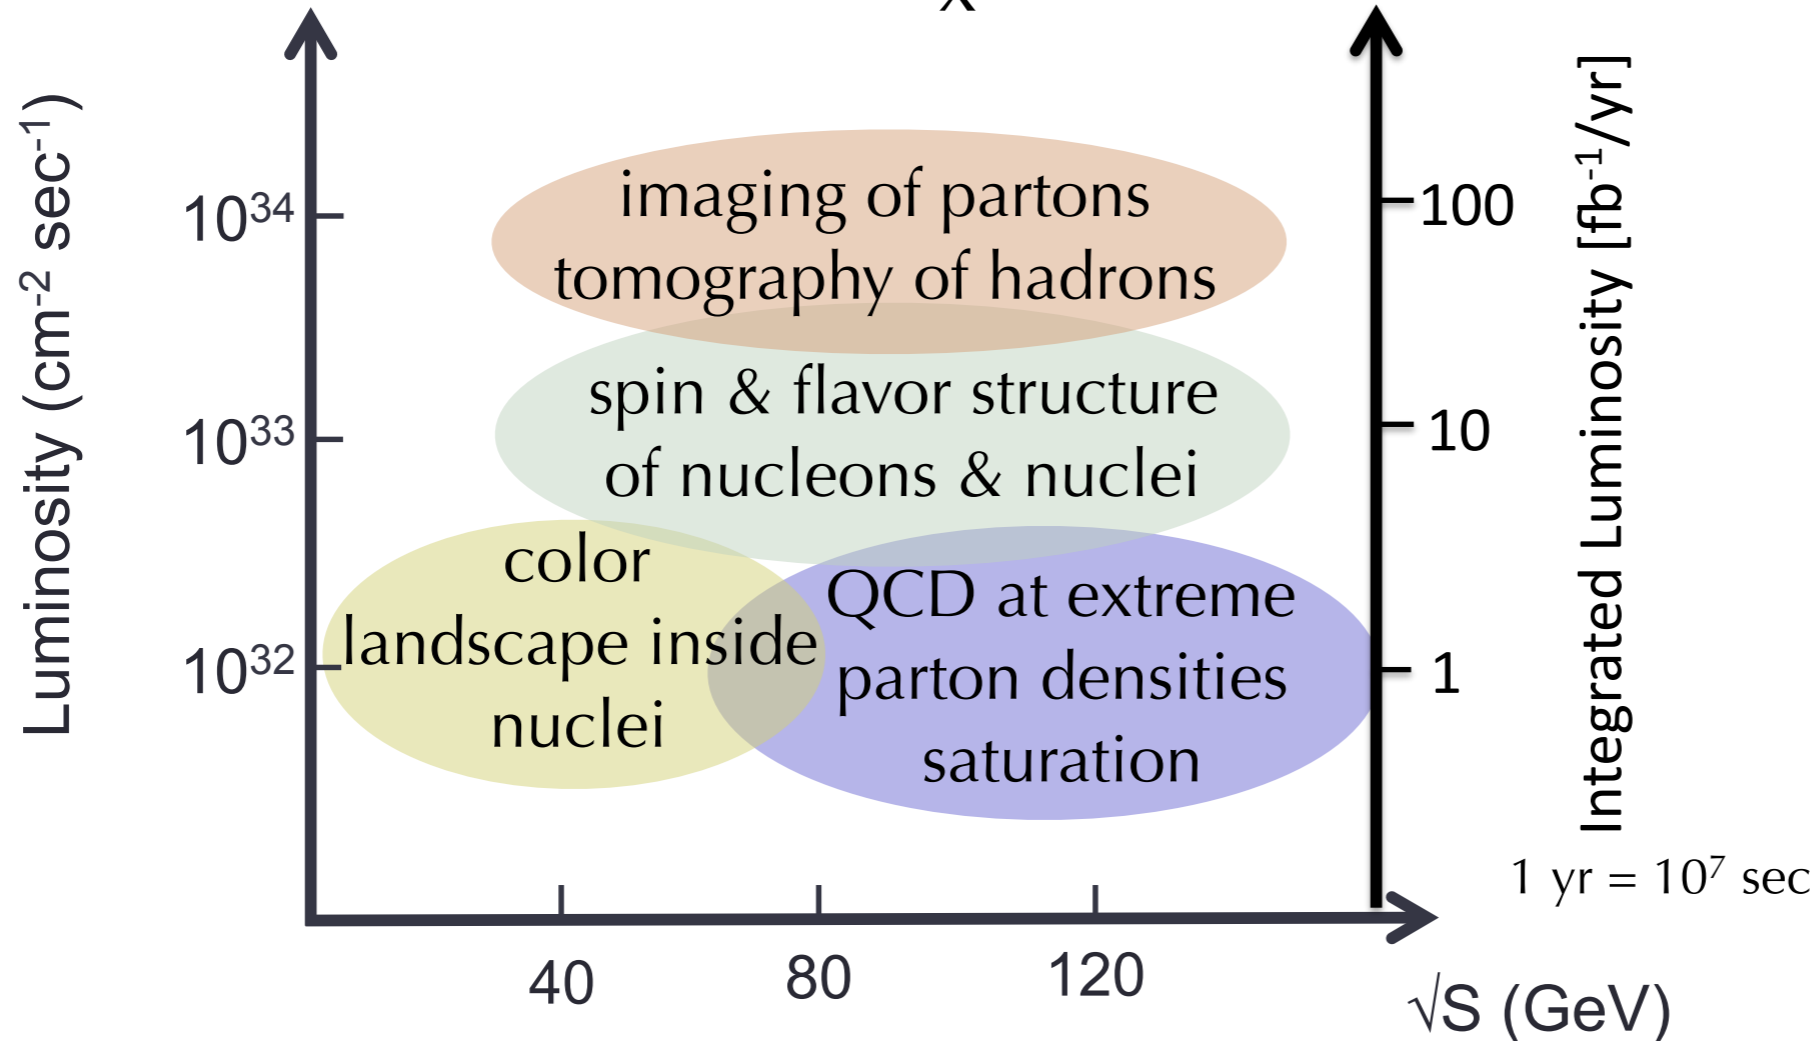 x
Luminosity (cm⁻² sec⁻¹)
10³⁴
10³³
10³²
imaging of partons
tomography of hadrons
spin & flavor structure
of nucleons & nuclei
color
landscape inside
nuclei
QCD at extreme
parton densities
saturation
100
10
1
Integrated Luminosity [fb⁻¹/yr]
1 yr = 10⁷ sec
40
80
120
√S (GeV)